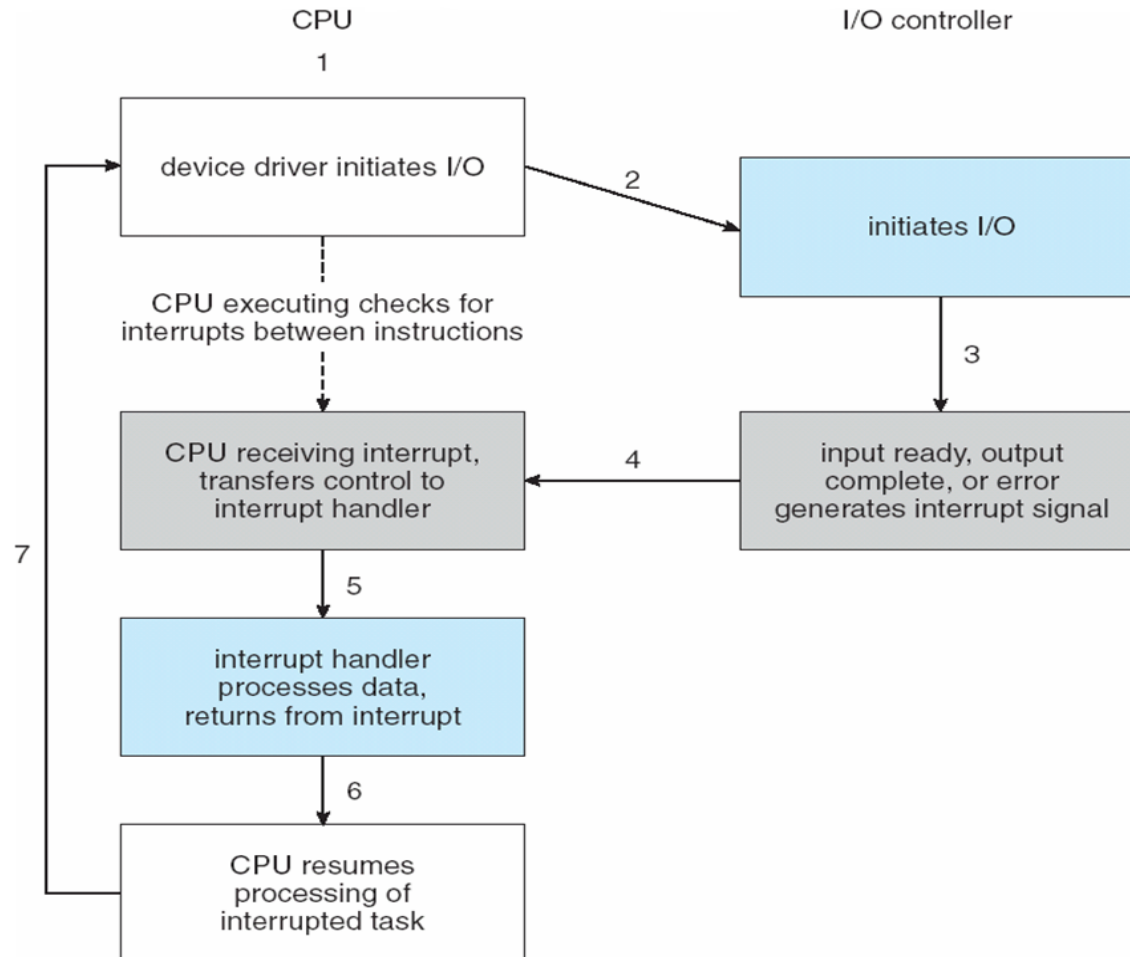 CPU
I/O controller
1
device driver initiates I/O
2
initiates I/O
CPU executing checks for
interrupts between instructions
3
CPU receiving interrupt,
transfers control to
interrupt handler
4
input ready, output
complete, or error
generates interrupt signal
7
5
interrupt handler
processes data,
returns from interrupt
6
CPU resumes
processing of
interrupted task